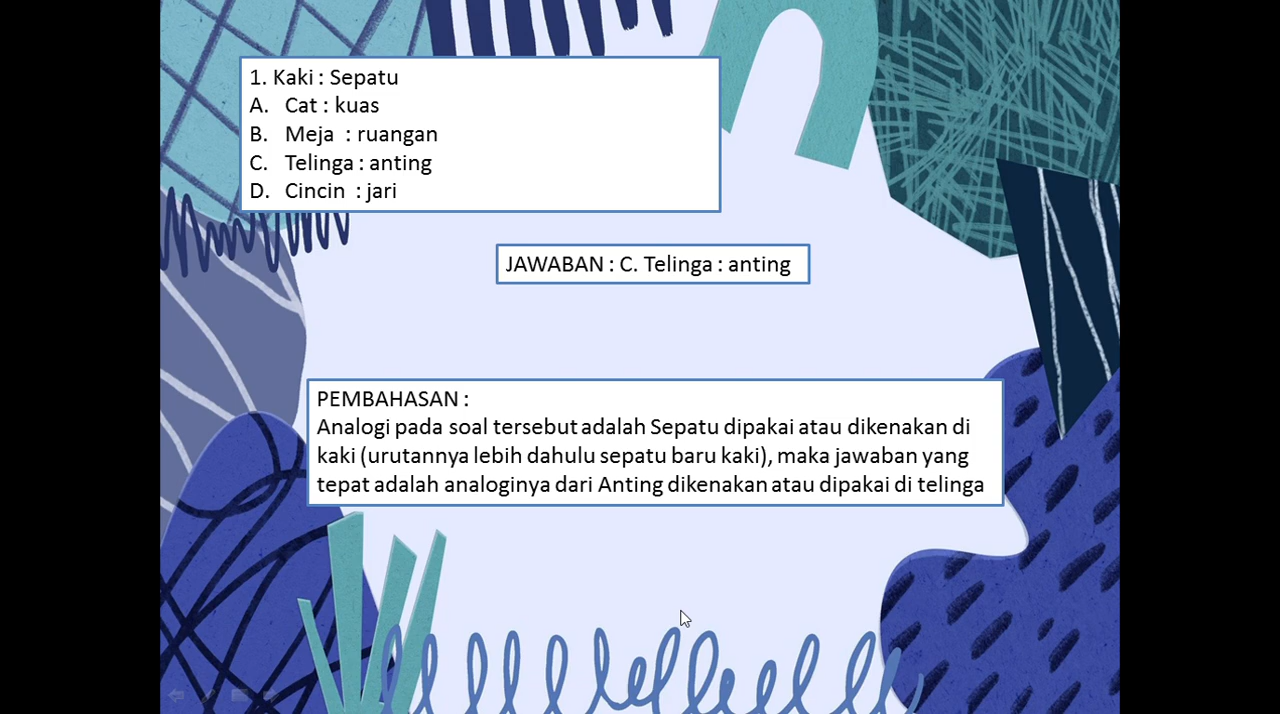 1. Kaki : Sepatu
A. Cat : kuas
B. Meja : ruangan
C. Telinga : anting
D. Cincin : jari
JAWABAN : C. Telinga : anting
PEMBAHASAN :
Analogi pada soal tersebut adalah Sepatu dipakai atau dikenakan di
kaki (urutannya lebih dahulu sepatu baru kaki), maka jawaban yang
tepat adalah analoginya dari Anting dikenakan atau dipakai di telinga